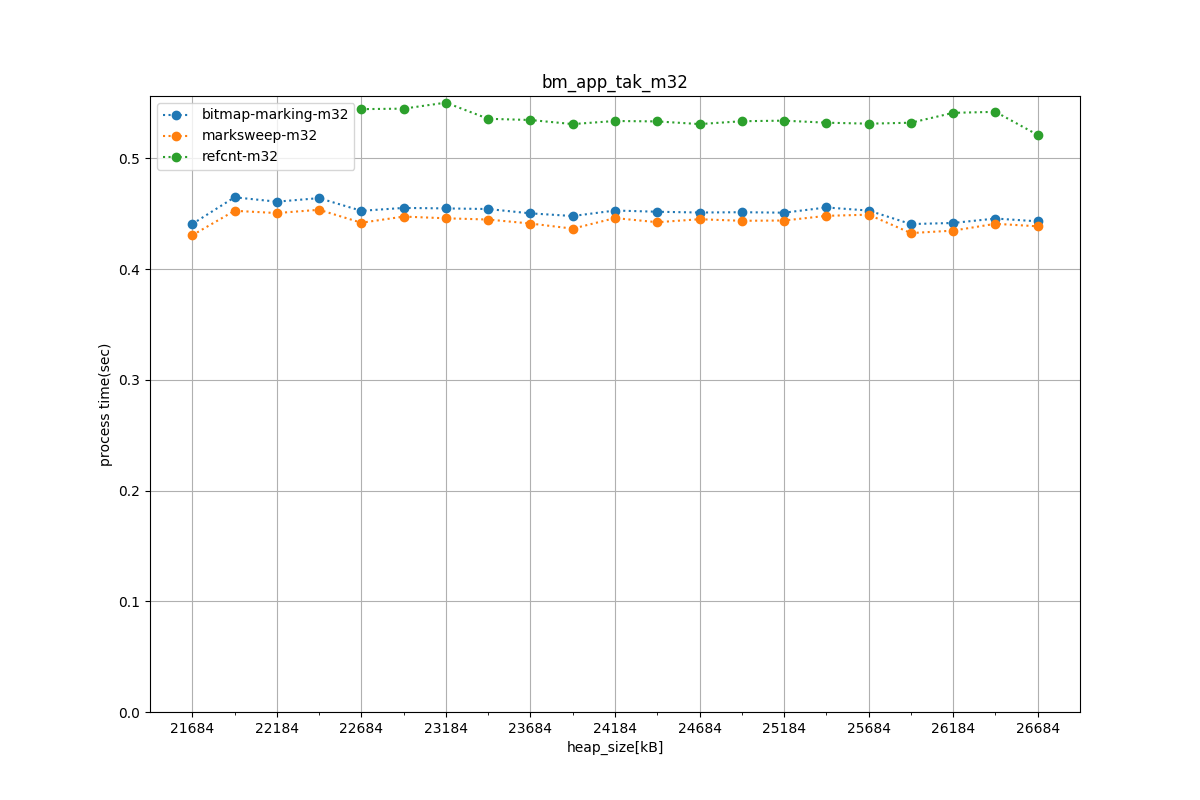 bm_app_tak_m32
bitmap-marking-m32
marksweep-m32
refcnt-m32
process time(sec)
0.5
0.4
0.3
0.2
0.1
0.0
21684 22184 22684 23184 23684 24184 24684 25184 25684 26184 26684
heap_size[kB]